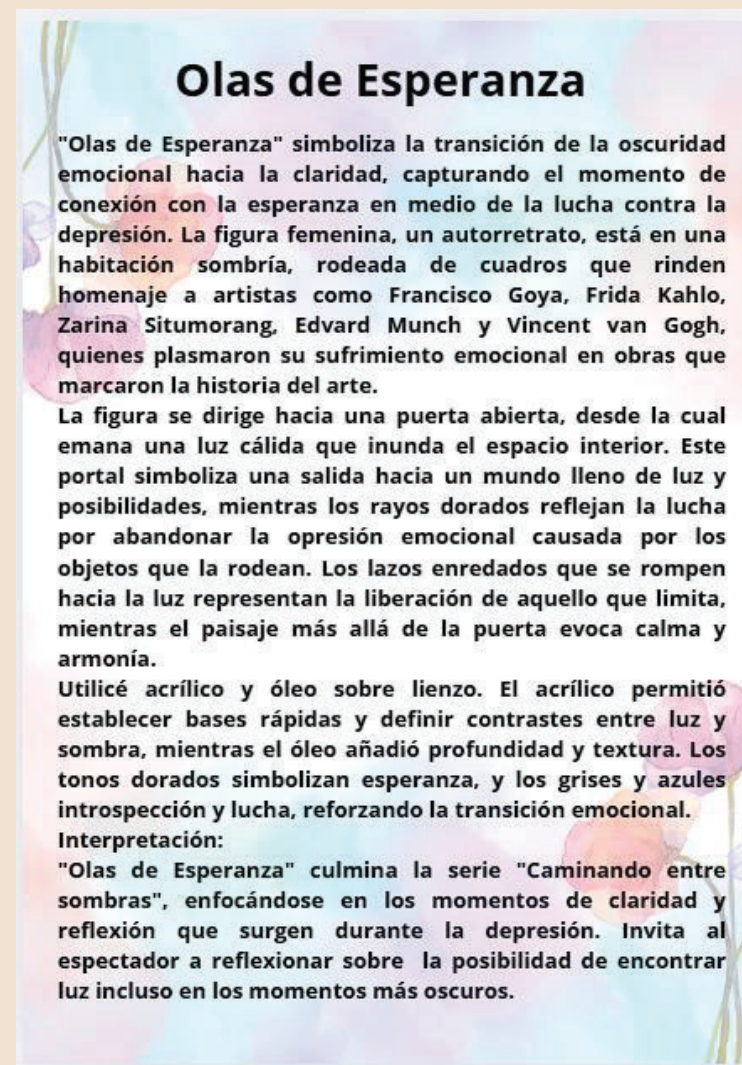 Olas de Esperanza
"Olas de Esperanza" simboliza la transición de la oscuridad
emocional hacia la claridad, capturando el momento de
conexión con la esperanza en medio de la lucha contra la
depresión. La figura femenina, un autorretrato, está en una
habitación sombría, rodeada de cuadros que rinden
homenaje a artistas como Francisco Goya, Frida Kahlo,
Zarina Situmorang, Edvard Munch y Vincent van Gogh,
quienes plasmaron su sufrimiento emocional en obras que
marcaron la historia del arte.
La figura se dirige hacia una puerta abierta, desde la cual
emana una luz cálida que inunda el espacio interior. Este
portal simboliza una salida hacia un mundo lleno de luz y
posibilidades, mientras los rayos dorados reflejan la lucha
por abandonar la opresión emocional causada por los
objetos que la rodean. Los lazos enredados que se rompen
hacia la luz representan la liberación de aquello que limita,
mientras el paisaje más allá de la puerta evoca calma y
armonía.
Utilicé acrílico y óleo sobre lienzo. El acrílico permitió
establecer bases rápidas y definir contrastes entre luz y
sombra, mientras el óleo añadió profundidad y textura. Los
tonos dorados simbolizan esperanza, y los grises y azules
introspección y lucha, reforzando la transición emocional.
Interpretación:
"Olas de Esperanza" culmina la serie "Caminando entre
sombras", enfocándose en los momentos de claridad y
reflexión que surgen durante la depresión. Invita al
espectador a reflexionar sobre la posibilidad de encontrar
luz incluso en los momentos más oscuros.